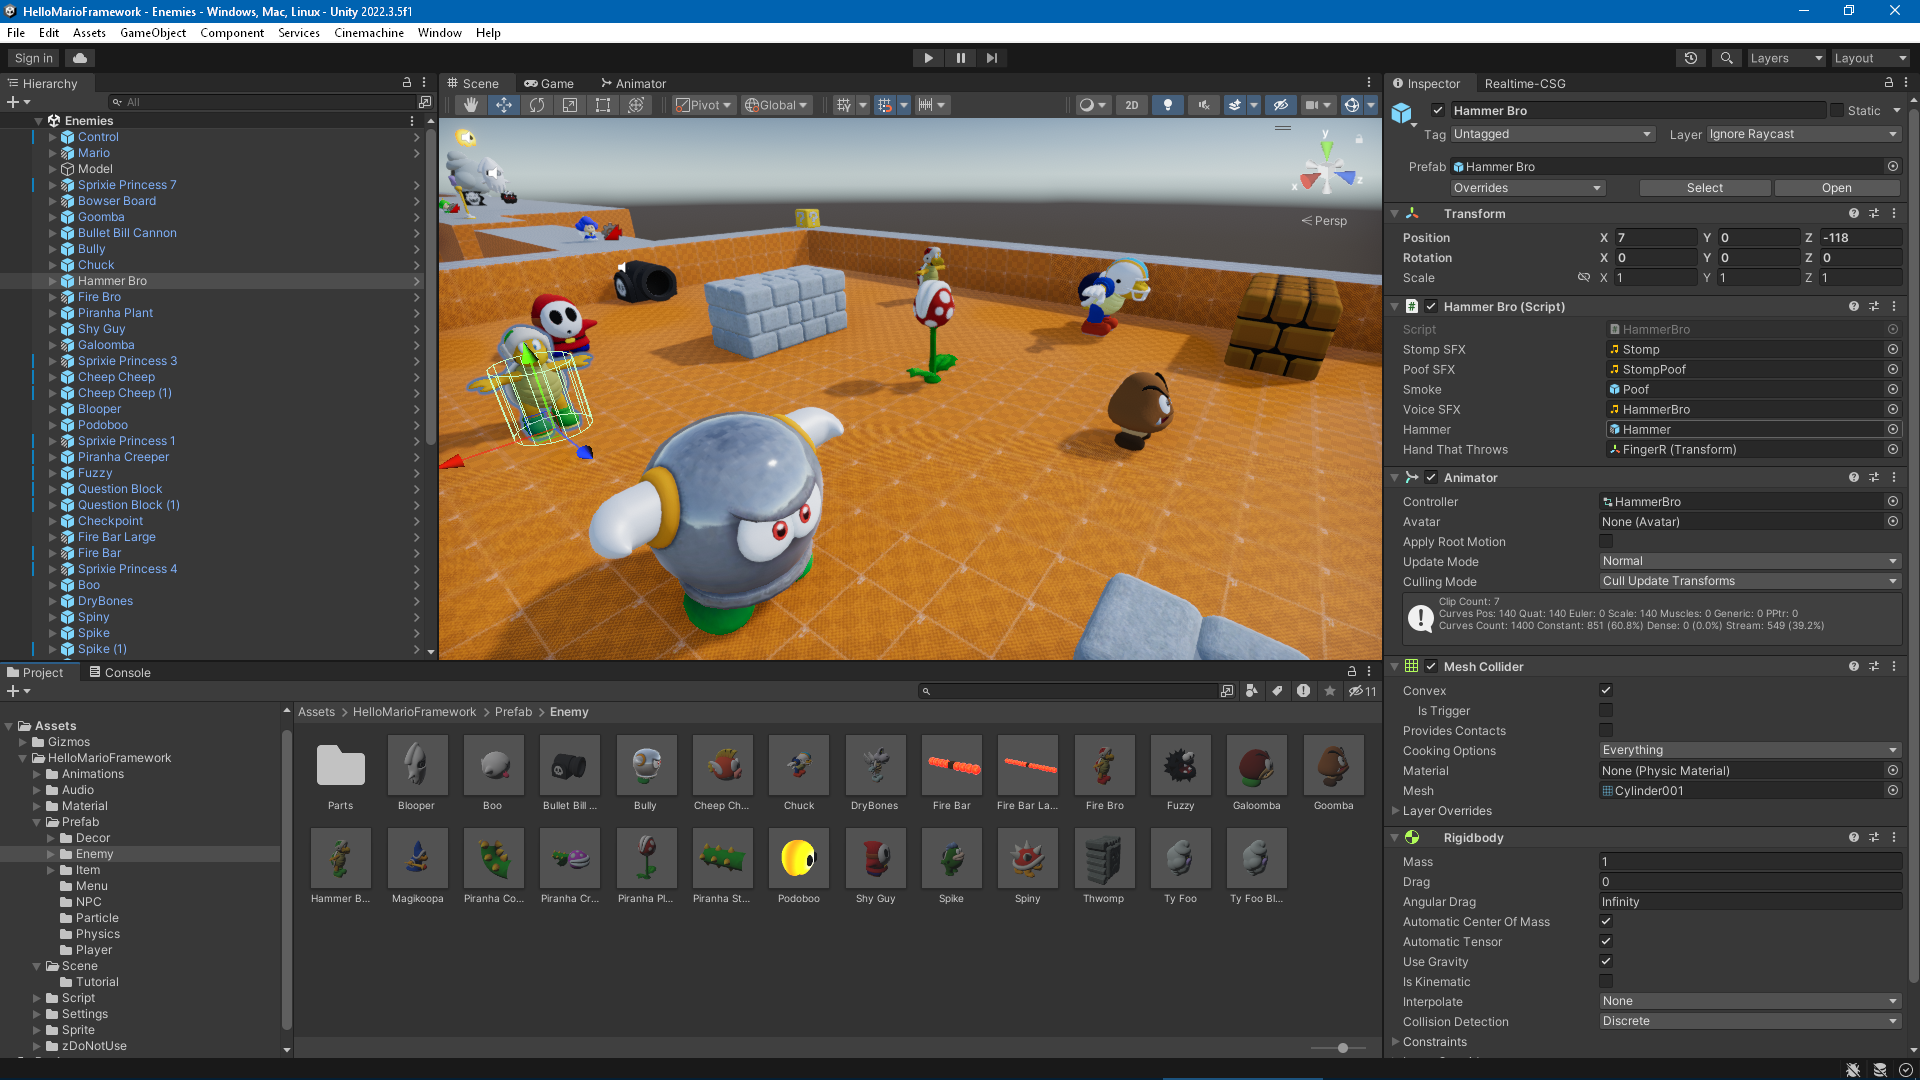 HelloMarioFramework - Enemies - Windows, Mac, Linux - Unity 2022.3.5f1
File Edit Assets GameObject Component Services Cinemachine Window Help
Sign in
Layers Layout
Hierarchy
All
Enemies
Control
Mario
Model
Sprixie Princess 7
Bowser Board
Goomba
Bullet Bill Cannon
Bully
Chuck
Hammer Bro
Fire Bro
Piranha Plant
Shy Guy
Galoomba
Sprixie Princess 3
Cheep Cheep
Cheep Cheep (1)
Blooper
Podoboo
Sprixie Princess 1
Piranha Creeper
Fuzzy
Question Block
Question Block (1)
Checkpoint
Fire Bar Large
Fire Bar
Sprixie Princess 4
Boo
DryBones
Spiny
Spike
Spike (1)
Scene Game Animator
Pivot Global 2D
y
x
z
Persp
Inspector Realtime-CSG
Hammer Bro Static
Tag Untagged Layer Ignore Raycast
Prefab Hammer Bro
Overrides Select Open
Transform
Position X 7 Y 0 Z -118
Rotation X 0 Y 0 Z 0
Scale X 1 Y 1 Z 1
Hammer Bro (Script)
Script HammerBro
Stomp SFX Stomp
Poof SFX StompPoof
Smoke Poof
Voice SFX HammerBro
Hammer Hammer
Hand That Throws FingerR (Transform)
Animator
Controller HammerBro
Avatar None (Avatar)
Apply Root Motion
Update Mode Normal
Culling Mode Cull Update Transforms
Clip Count: 7
Curves Pos: 140 Quat: 140 Euler: 0 Scale: 140 Muscles: 0 Generic: 0 PPtr: 0
Curves Count: 1400 Constant: 851 (60.8%) Dense: 0 (0.0%) Stream: 549 (39.2%)
Mesh Collider
Convex
Is Trigger
Provides Contacts
Cooking Options Everything
Material None (Physic Material)
Mesh Cylinder001
Layer Overrides
Rigidbody
Mass 1
Drag 0
Angular Drag Infinity
Automatic Center Of Mass
Automatic Tensor
Use Gravity
Is Kinematic
Interpolate None
Collision Detection Discrete
Constraints
Project Console
11
Assets
Gizmos
HelloMarioFramework
Animations
Audio
Material
Prefab
Decor
Enemy
Item
Menu
NPC
Particle
Physics
Player
Scene
Tutorial
Script
Settings
Sprite
zDoNotUse
Assets > HelloMarioFramework > Prefab > Enemy
Parts Blooper Boo Bullet Bill ... Bully Cheep Ch... Chuck DryBones Fire Bar Fire Bar La... Fire Bro Fuzzy Galoomba Goomba
Hammer B... Magikoopa Piranha Co... Piranha Cr... Piranha Pl... Piranha St... Podoboo Shy Guy Spike Spiny Thwomp Ty Foo Ty Foo Bl...